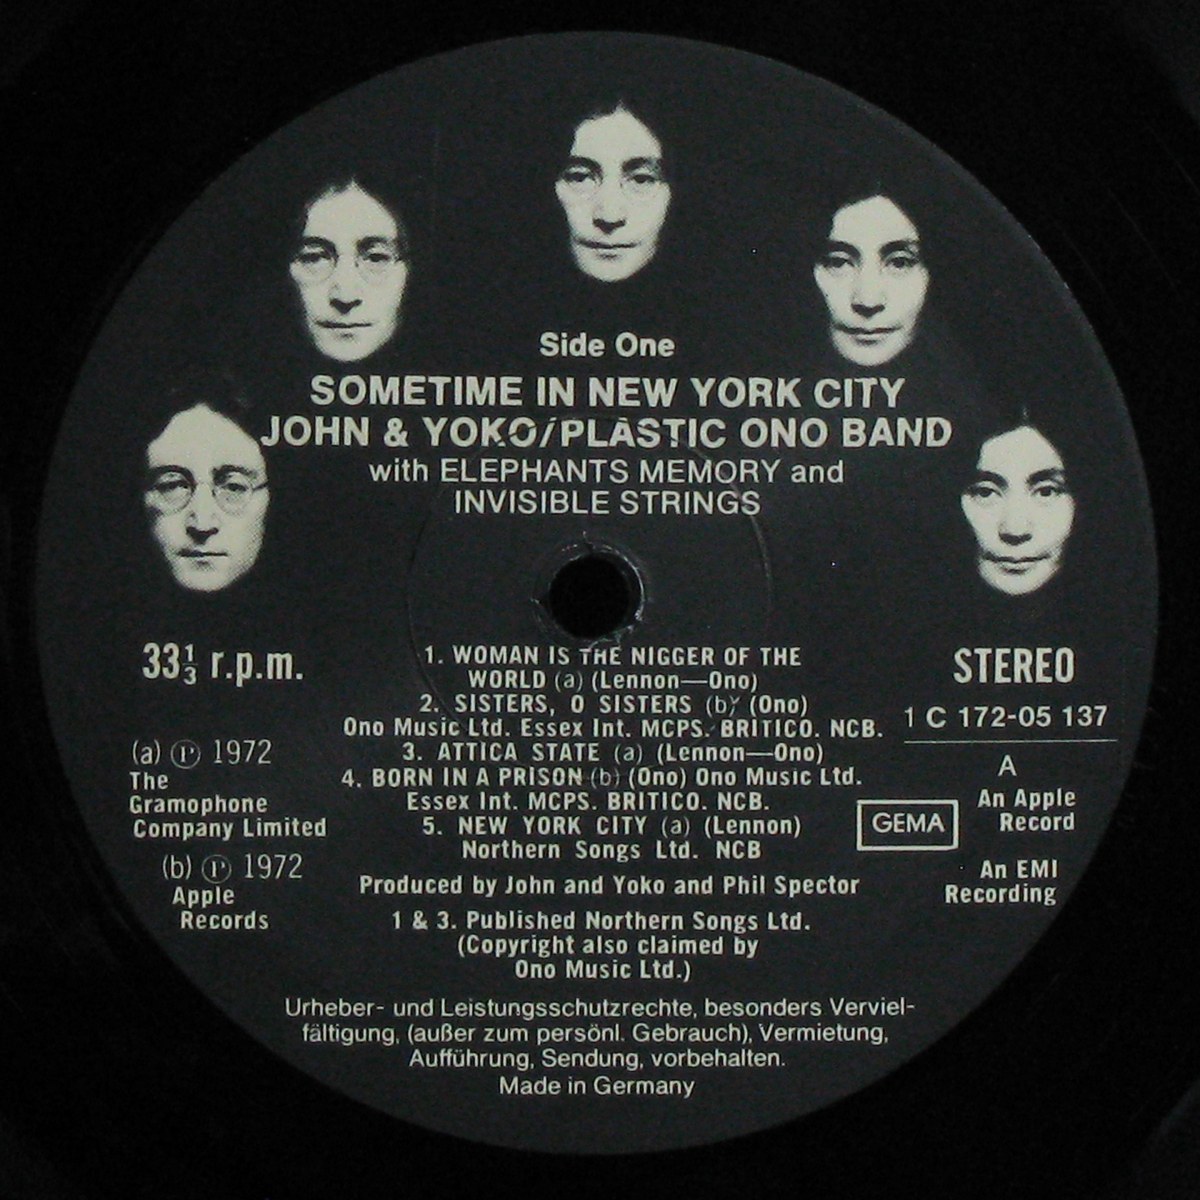 Side One
SOMETIME IN NEW YORK CITY
JOHN & YOKO/PLASTIC ONO BAND
with ELEPHANTS MEMORY and
INVISIBLE STRINGS
33⅓ r.p.m.
(a) ℗ 1972
The
Gramophone
Company Limited
(b) ℗ 1972
Apple
Records
1. WOMAN IS THE NIGGER OF THE
WORLD (a) (Lennon—Ono)
2. SISTERS, O SISTERS (b) (Ono)
Ono Music Ltd. Essex Int. MCPS. BRITICO. NCB.
3. ATTICA STATE (a) (Lennon—Ono)
4. BORN IN A PRISON (b) (Ono) Ono Music Ltd.
Essex Int. MCPS. BRITICO. NCB.
5. NEW YORK CITY (a) (Lennon)
Northern Songs Ltd. NCB
Produced by John and Yoko and Phil Spector
1 & 3. Published Northern Songs Ltd.
(Copyright also claimed by
Ono Music Ltd.)
STEREO
1 C 172-05 137
A
An Apple
Record
GEMA
An EMI
Recording
Urheber- und Leistungsschutzrechte, besonders Verviel-
fältigung, (außer zum persönl. Gebrauch), Vermietung,
Aufführung, Sendung, vorbehalten.
Made in Germany